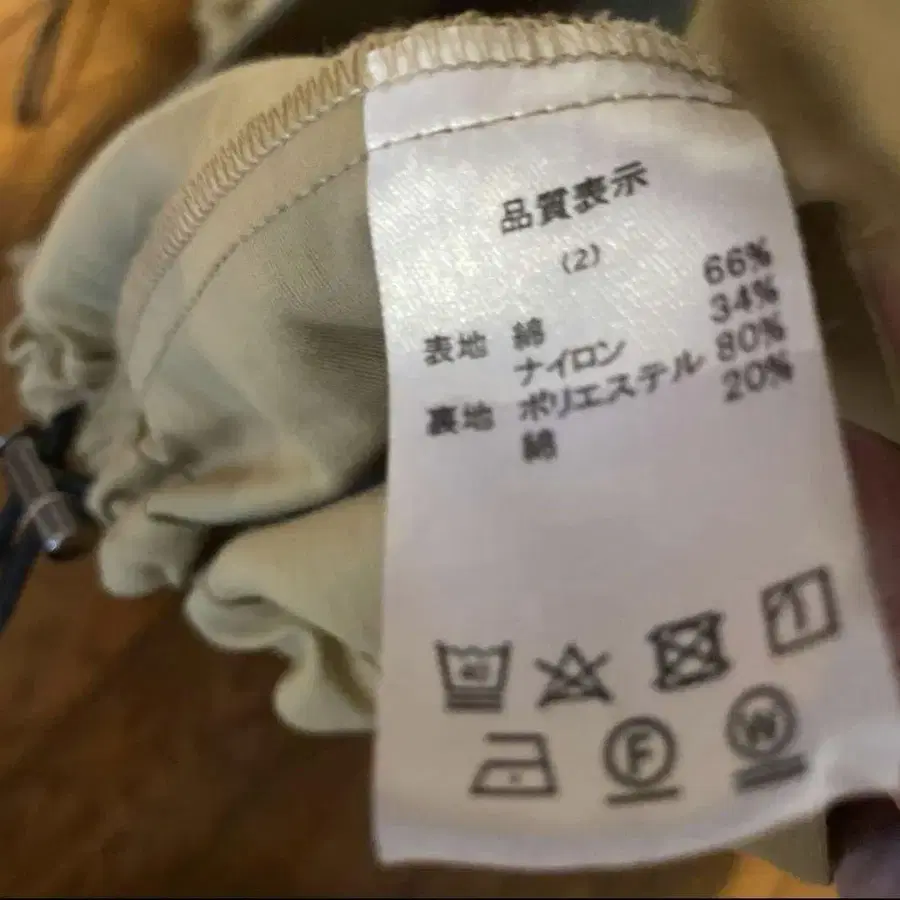 品質表示
(2)
表地 綿 66%
ナイロン 34%
裏地 ポリエステル 80%
綿 20%
F
W